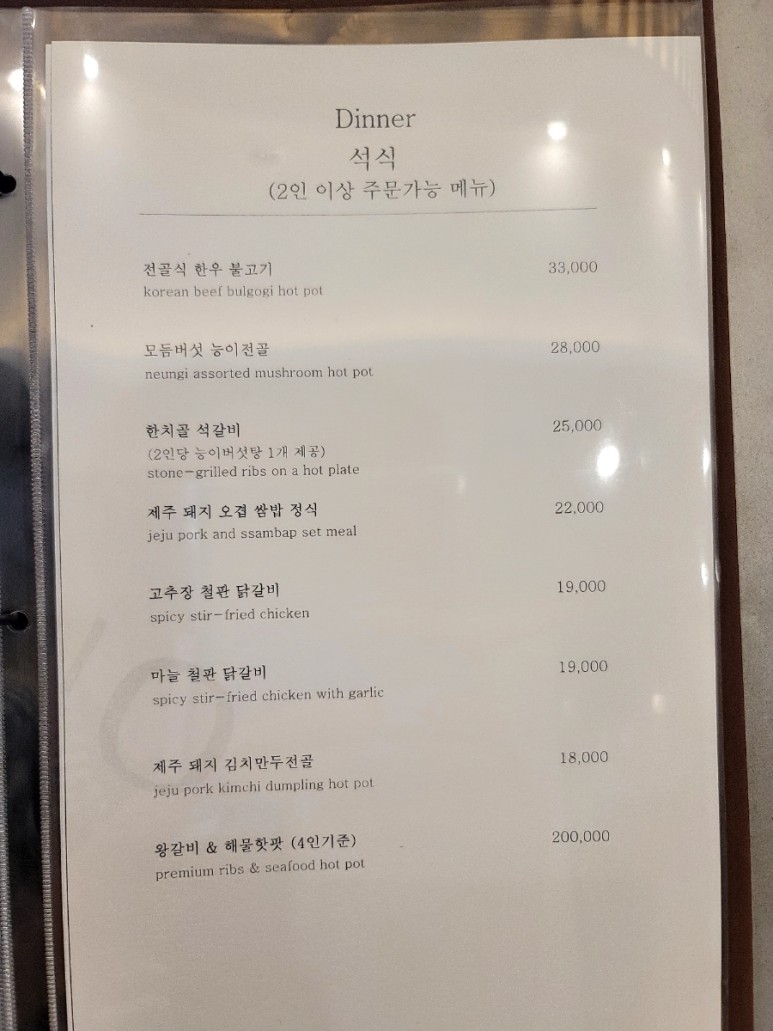 Dinner
석식
(2인 이상 주문가능 메뉴)
전골식 한우 불고기 33,000
korean beef bulgogi hot pot
모듬버섯 능이전골 28,000
neungi assorted mushroom hot pot
한치골 석갈비 25,000
(2인당 능이버섯탕 1개 제공)
stone-grilled ribs on a hot plate
제주 돼지 오겹 쌈밥 정식 22,000
jeju pork and ssambap set meal
고추장 철판 닭갈비 19,000
spicy stir-fried chicken
마늘 철판 닭갈비 19,000
spicy stir-fried chicken with garlic
제주 돼지 김치만두전골 18,000
jeju pork kimchi dumpling hot pot
왕갈비 & 해물핫팟 (4인기준) 200,000
premium ribs & seafood hot pot